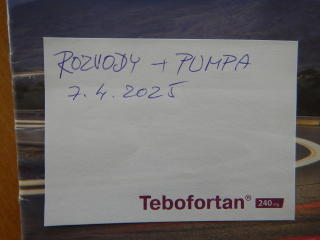 ROZVODY + PUMPA
7.4.2025
Tebofortan® 240 mg